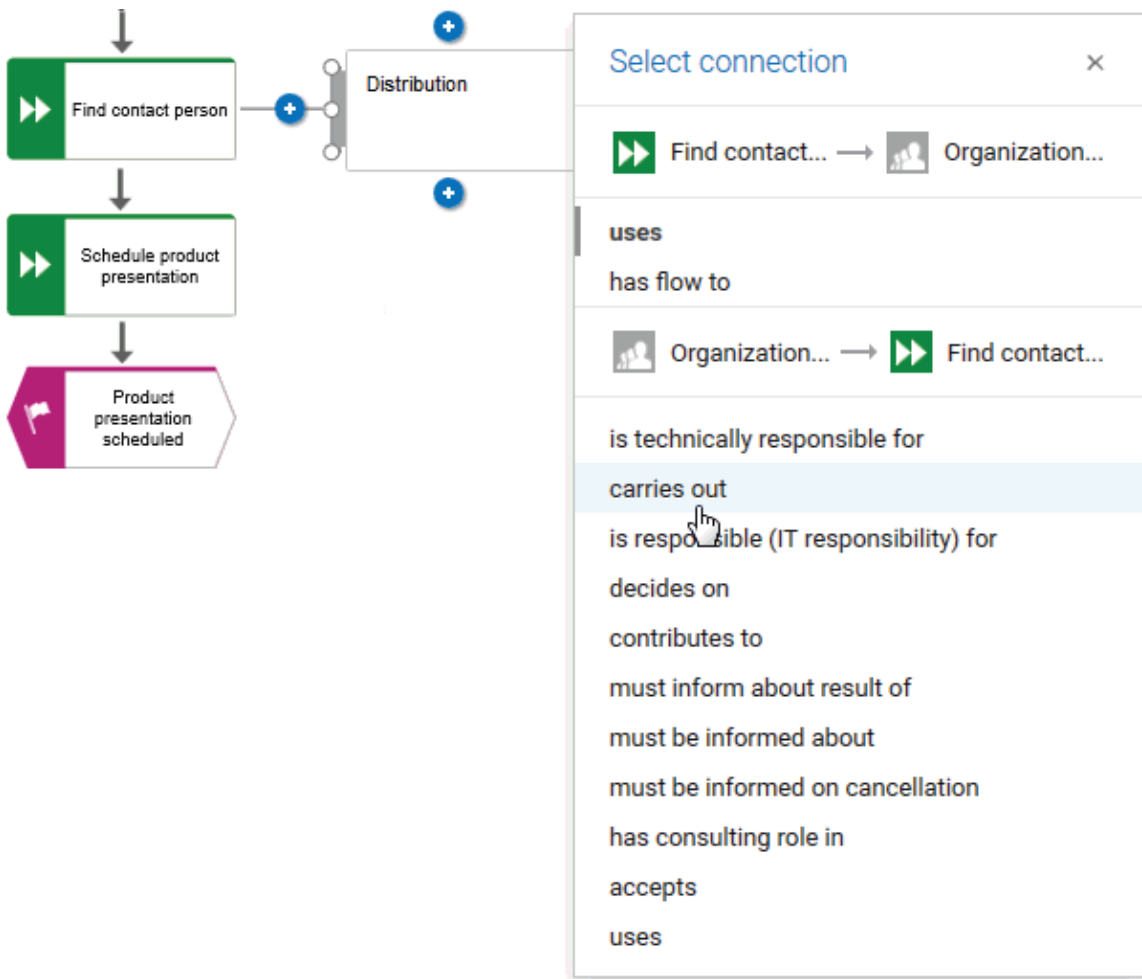 Find contact person
Distribution
Schedule product
presentation
Product
presentation
scheduled
Select connection
Find contact...
Organization...
uses
has flow to
Organization...
Find contact...
is technically responsible for
carries out
is responsible (IT responsibility) for
decides on
contributes to
must inform about result of
must be informed about
must be informed on cancellation
has consulting role in
accepts
uses